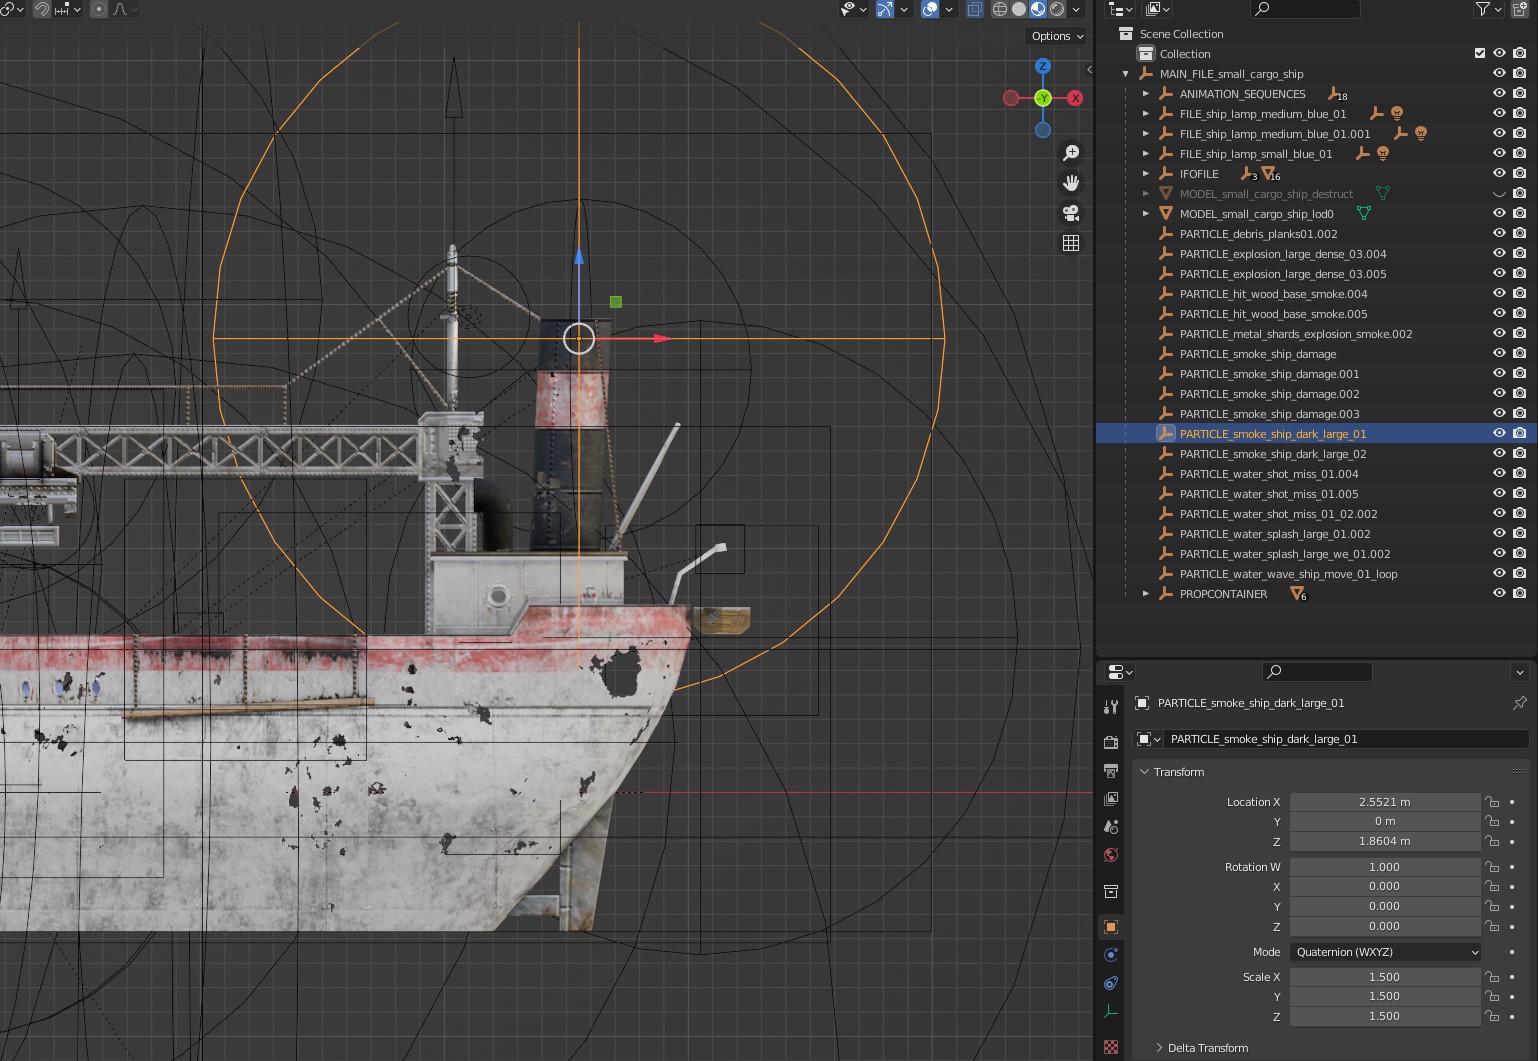 Options
Z
-Y
X
Scene Collection
Collection
MAIN_FILE_small_cargo_ship
ANIMATION_SEQUENCES 18
FILE_ship_lamp_medium_blue_01
FILE_ship_lamp_medium_blue_01.001
FILE_ship_lamp_small_blue_01
IFOFILE 3 16
MODEL_small_cargo_ship_destruct
MODEL_small_cargo_ship_lod0
PARTICLE_debris_planks01.002
PARTICLE_explosion_large_dense_03.004
PARTICLE_explosion_large_dense_03.005
PARTICLE_hit_wood_base_smoke.004
PARTICLE_hit_wood_base_smoke.005
PARTICLE_metal_shards_explosion_smoke.002
PARTICLE_smoke_ship_damage
PARTICLE_smoke_ship_damage.001
PARTICLE_smoke_ship_damage.002
PARTICLE_smoke_ship_damage.003
PARTICLE_smoke_ship_dark_large_01
PARTICLE_smoke_ship_dark_large_02
PARTICLE_water_shot_miss_01.004
PARTICLE_water_shot_miss_01.005
PARTICLE_water_shot_miss_01_02.002
PARTICLE_water_splash_large_01.002
PARTICLE_water_splash_large_we_01.002
PARTICLE_water_wave_ship_move_01_loop
PROPCONTAINER 6
PARTICLE_smoke_ship_dark_large_01
PARTICLE_smoke_ship_dark_large_01
Transform
Location X 2.5521 m
Y 0 m
Z 1.8604 m
Rotation W 1.000
X 0.000
Y 0.000
Z 0.000
Mode Quaternion (WXYZ)
Scale X 1.500
Y 1.500
Z 1.500
Delta Transform